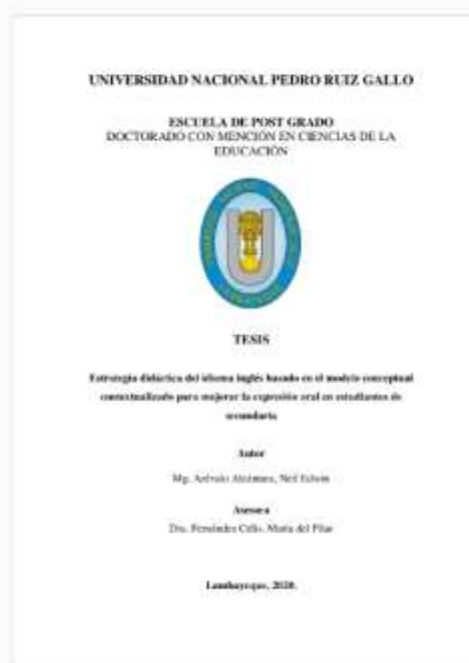 UNIVERSIDAD NACIONAL PEDRO RUIZ GALLO
ESCUELA DE POST GRADO
DOCTORADO CON MENCIÓN EN CIENCIAS DE LA
EDUCACIÓN
TESIS
Estrategia didáctica del idioma inglés basado en el modelo conceptual
contextualizado para mejorar la expresión oral en estudiantes de
secundaria
Autor
Mg. Arévalo Alcántara, Neil Edwin
Asesora
Dra. Fernández Celis, María del Pilar
Lambayeque, 2020.